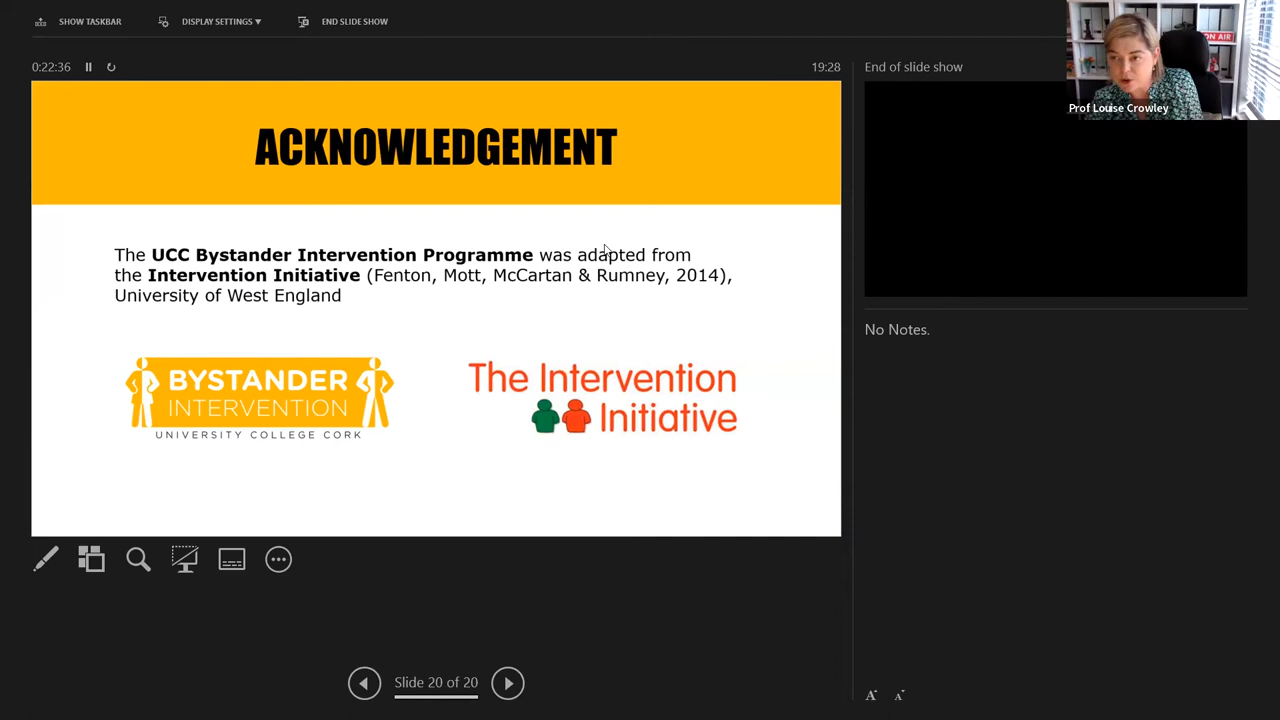 SHOW TASKBAR
DISPLAY SETTINGS ▼
END SLIDE SHOW
0:22:36
19:28
End of slide show
ON AIR
Prof Louise Crowley
ACKNOWLEDGEMENT
The UCC Bystander Intervention Programme was adapted from
the Intervention Initiative (Fenton, Mott, McCartan & Rumney, 2014),
University of West England
BYSTANDER
INTERVENTION
UNIVERSITY COLLEGE CORK
The Intervention
Initiative
No Notes.
Slide 20 of 20
A
A